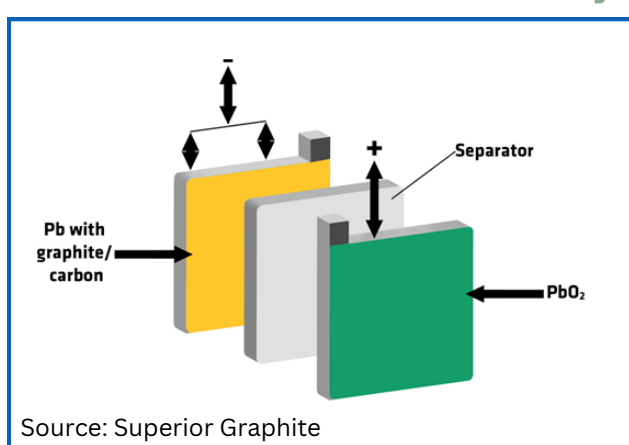 -
+
Separator
Pb with
graphite/
carbon
PbO₂
Source: Superior Graphite